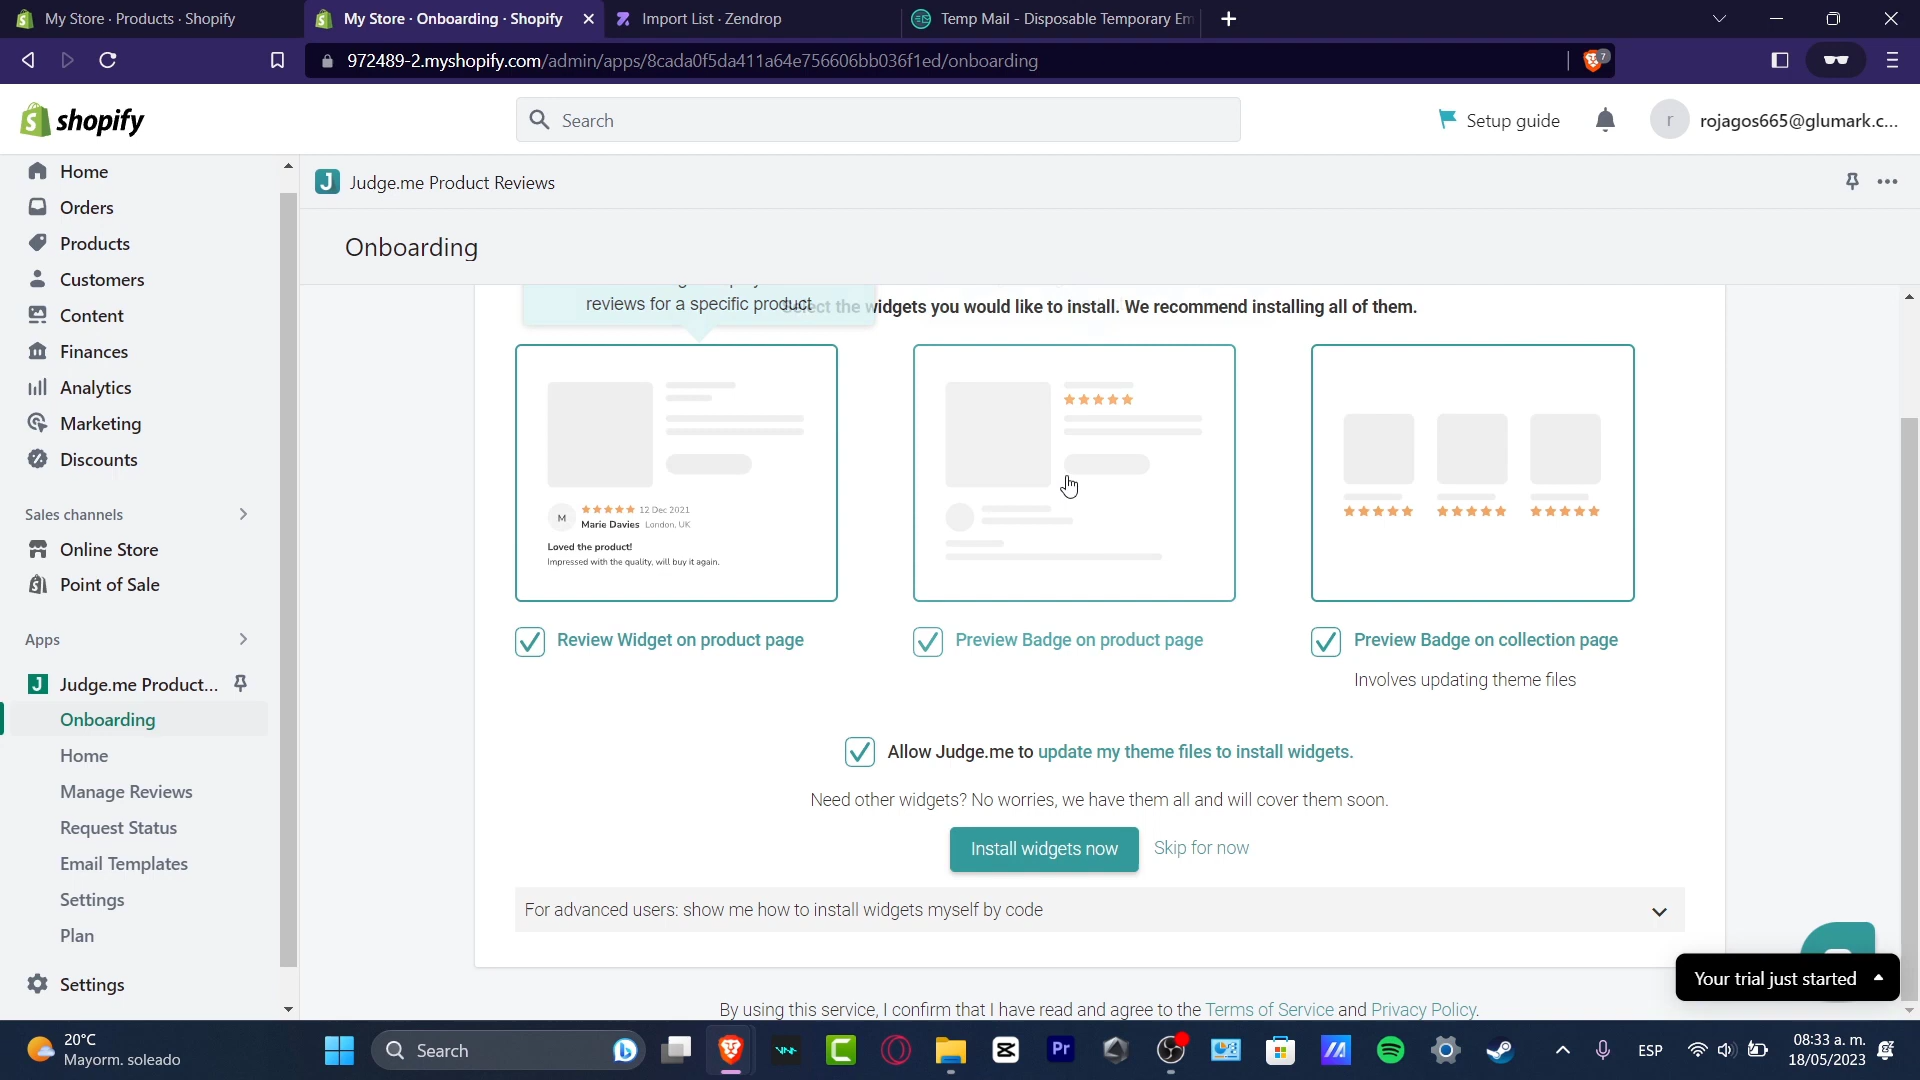 My Store · Products · Shopify
My Store · Onboarding · Shopify
Import List · Zendrop
Temp Mail - Disposable Temporary Em
972489-2.myshopify.com/admin/apps/8cada0f5da411a64e756606bb036f1ed/onboarding
7
shopify
Search
Setup guide
r
rojagos665@glumark.c...
Home
Orders
Products
Customers
Content
Finances
Analytics
Marketing
Discounts
Sales channels
Online Store
Point of Sale
Apps
J Judge.me Product...
Onboarding
Home
Manage Reviews
Request Status
Email Templates
Settings
Plan
Settings
J Judge.me Product Reviews
Onboarding
reviews for a specific product
Select the widgets you would like to install. We recommend installing all of them.
M
12 Dec 2021
Marie Davies London, UK
Loved the product!
Impressed with the quality, will buy it again.
Review Widget on product page
Preview Badge on product page
Preview Badge on collection page
Involves updating theme files
Allow Judge.me to update my theme files to install widgets.
Need other widgets? No worries, we have them all and will cover them soon.
Install widgets now
Skip for now
For advanced users: show me how to install widgets myself by code
Your trial just started
By using this service, I confirm that I have read and agree to the Terms of Service and Privacy Policy.
20°C
Mayorm. soleado
Search
Pr
ESP
08:33 a. m.
18/05/2023